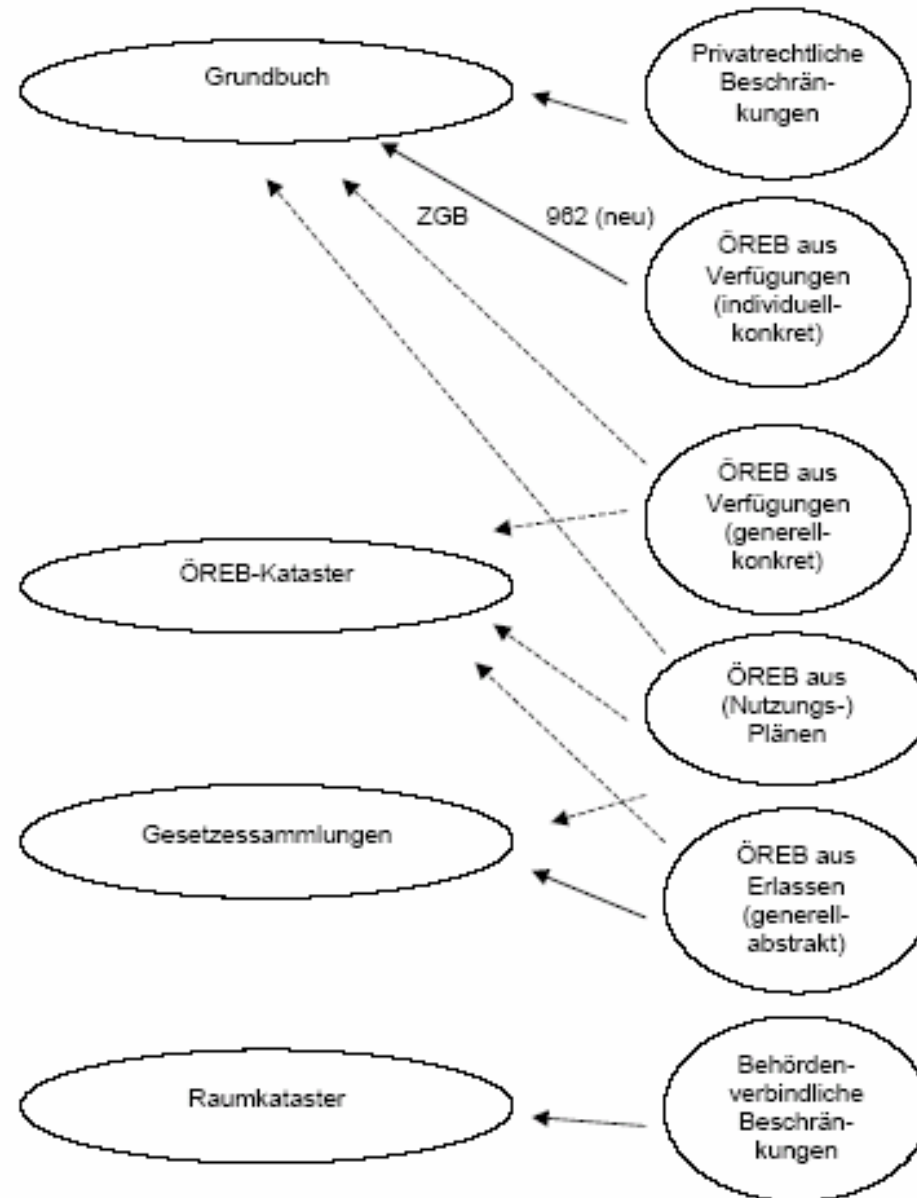 Grundbuch
Privatrechtliche
Beschrän-
kungen
ZGB 962 (neu)
ÖREB aus
Verfügungen
(individuell-
konkret)
ÖREB aus
Verfügungen
(generell-
konkret)
ÖREB-Kataster
ÖREB aus
(Nutzungs-)
Plänen
Gesetzessammlungen
ÖREB aus
Erlassen
(generell-
abstrakt)
Raumkataster
Behörden-
verbindliche
Beschrän-
kungen